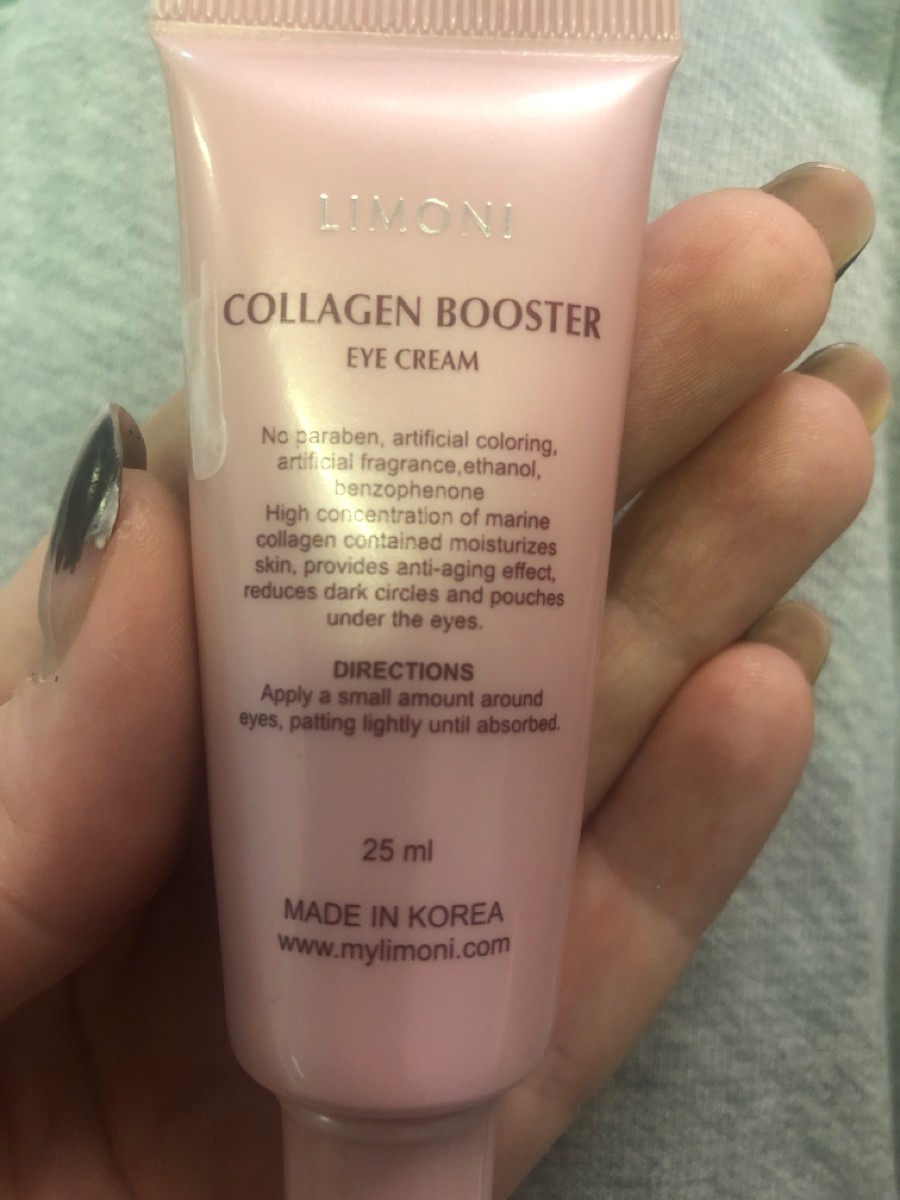 LIMONI
COLLAGEN BOOSTER
EYE CREAM
No paraben, artificial coloring,
artificial fragrance,ethanol,
benzophenone
High concentration of marine
collagen contained moisturizes
skin, provides anti-aging effect,
reduces dark circles and pouches
under the eyes.
DIRECTIONS
Apply a small amount around
eyes, patting lightly until absorbed.
25 ml
MADE IN KOREA
www.mylimoni.com